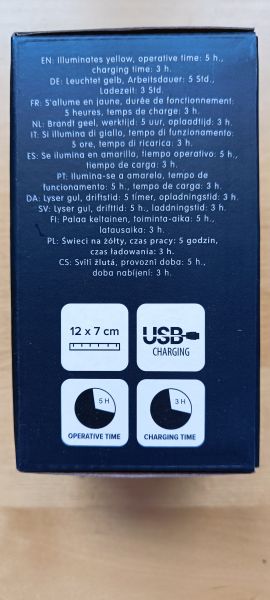 EN: Illuminates yellow, operative time: 5 h.,
charging time: 3 h.
DE: Leuchtet gelb, Arbeitsdauer: 5 Std.,
Ladezeit: 3 Std.
FR: S'allume en jaune, durée de fonctionnement:
5 heures, temps de charge: 3 h.
NL: Brandt geel, werktijd: 5 uur, oplaadtijd: 3 h.
IT: Si illumina di giallo, tempo di funzionamento:
5 ore, tempo di ricarica: 3 h.
ES: Se ilumina en amarillo, tiempo operativo: 5 h.,
tiempo de carga: 3 h.
PT: Ilumina-se a amarelo, tempo de
funcionamento: 5 h., tempo de carga: 3 h.
DA: Lyser gul, driftstid: 5 timer, opladningstid: 3 h.
SV: Lyser gul, drifttid: 5 h., laddningstid: 3 h.
FI: Palaa keltainen, toiminta-aika: 5 h.,
latausaika: 3 h.
PL: Świeci na żółty, czas pracy: 5 godzin,
czas ładowania: 3 h.
CS: Svítí žlutá, provozní doba: 5 h.,
doba nabíjení: 3 h.
12 x 7 cm
USB
CHARGING
5 H
OPERATIVE TIME
3 H
CHARGING TIME